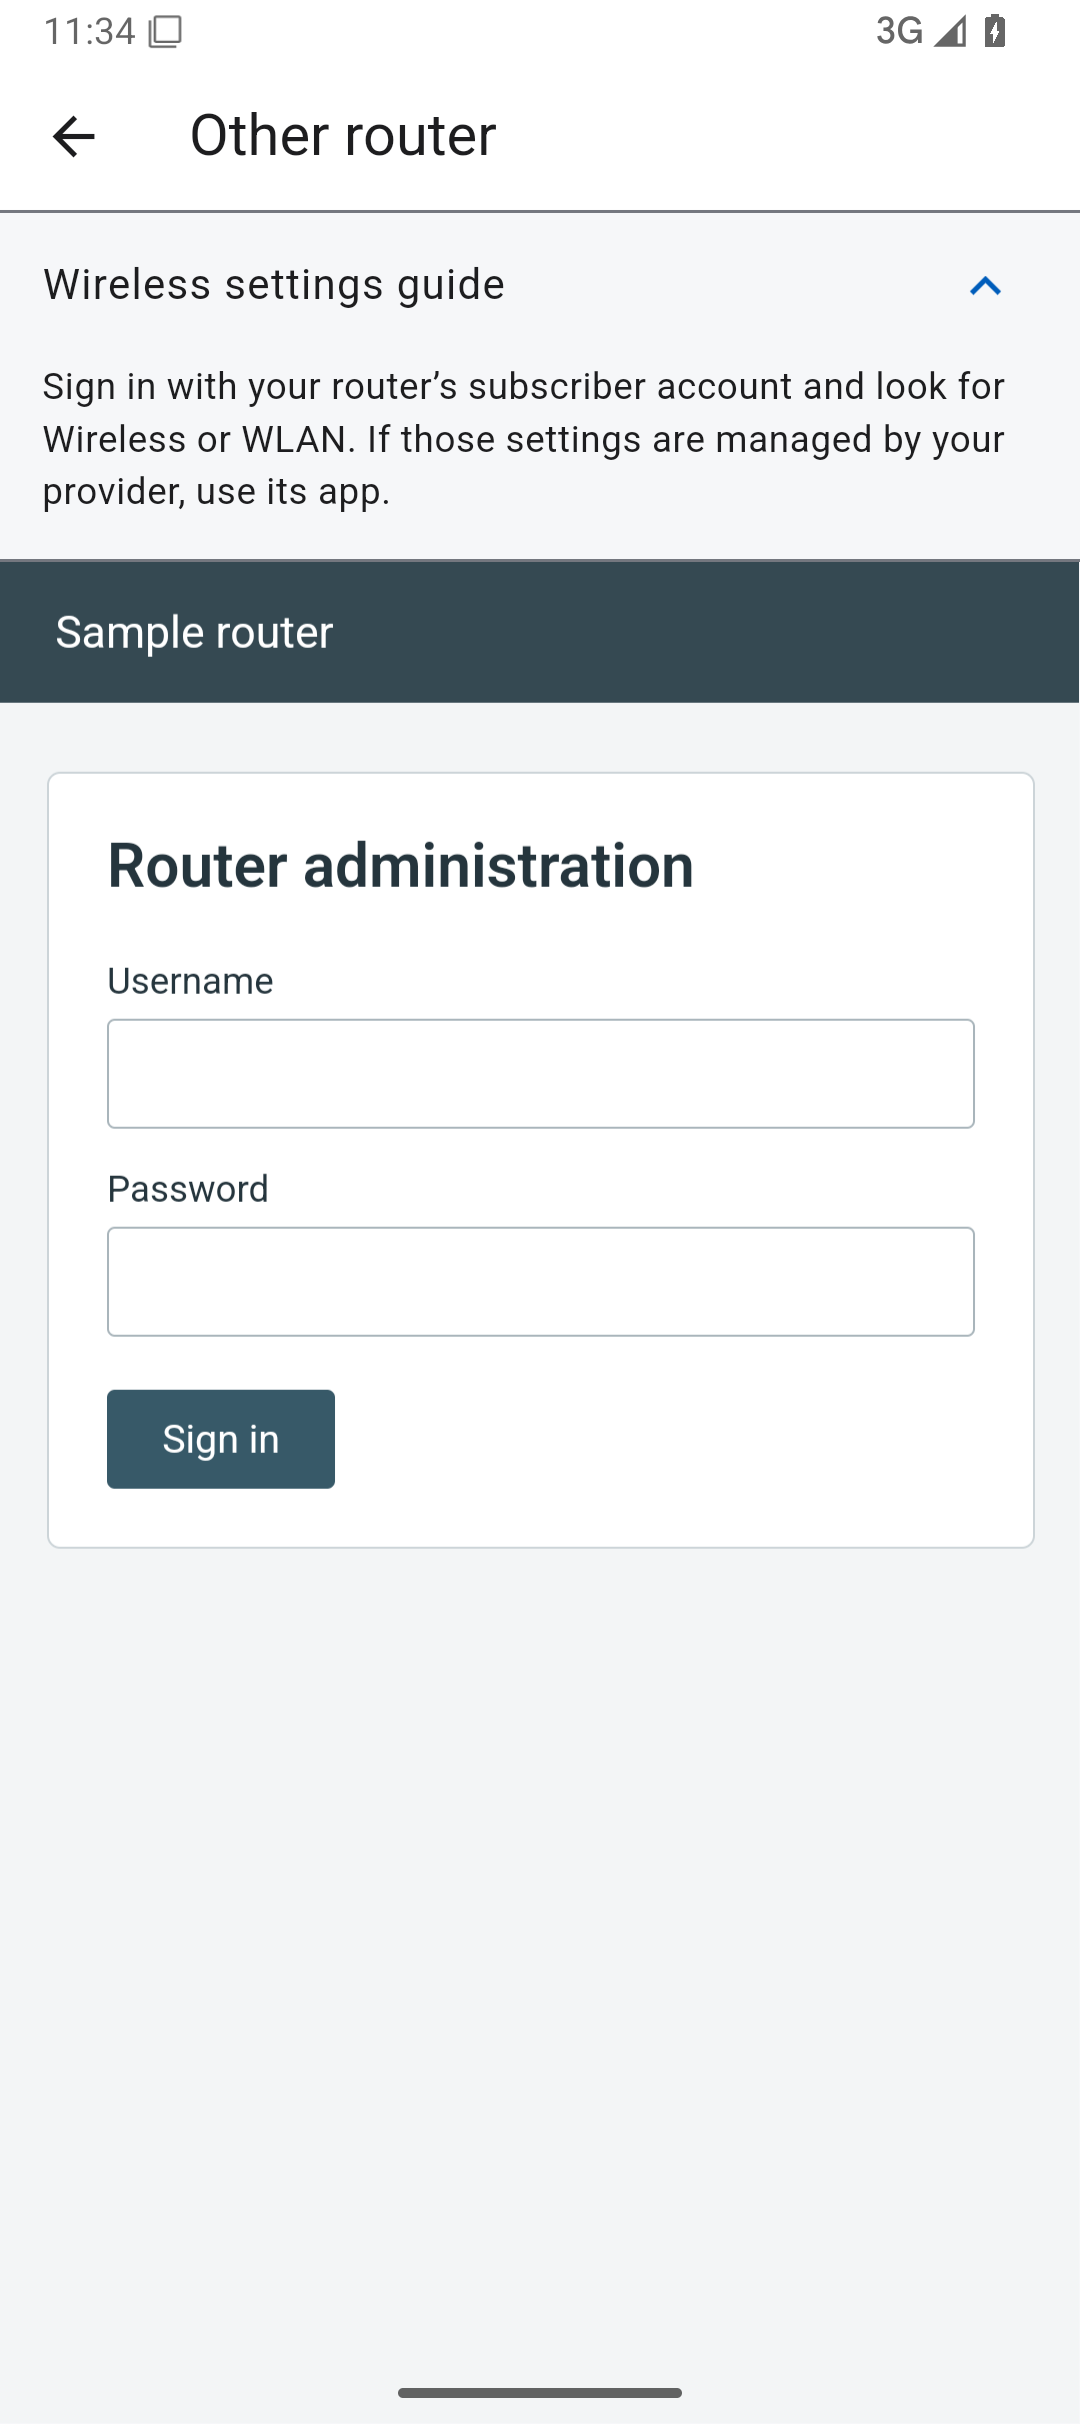 11:34 3G
Other router
Wireless settings guide
Sign in with your router’s subscriber account and look for
Wireless or WLAN. If those settings are managed by your
provider, use its app.
Sample router
Router administration
Username
Password
Sign in